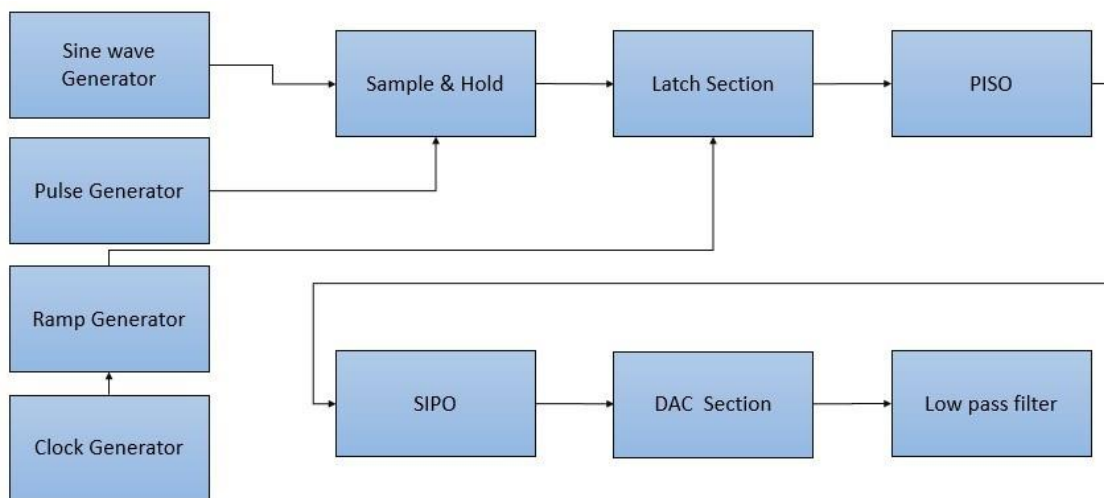 Sine wave
Generator
Sample & Hold
Latch Section
PISO
Pulse Generator
Ramp Generator
Clock Generator
SIPO
DAC  Section
Low pass filter